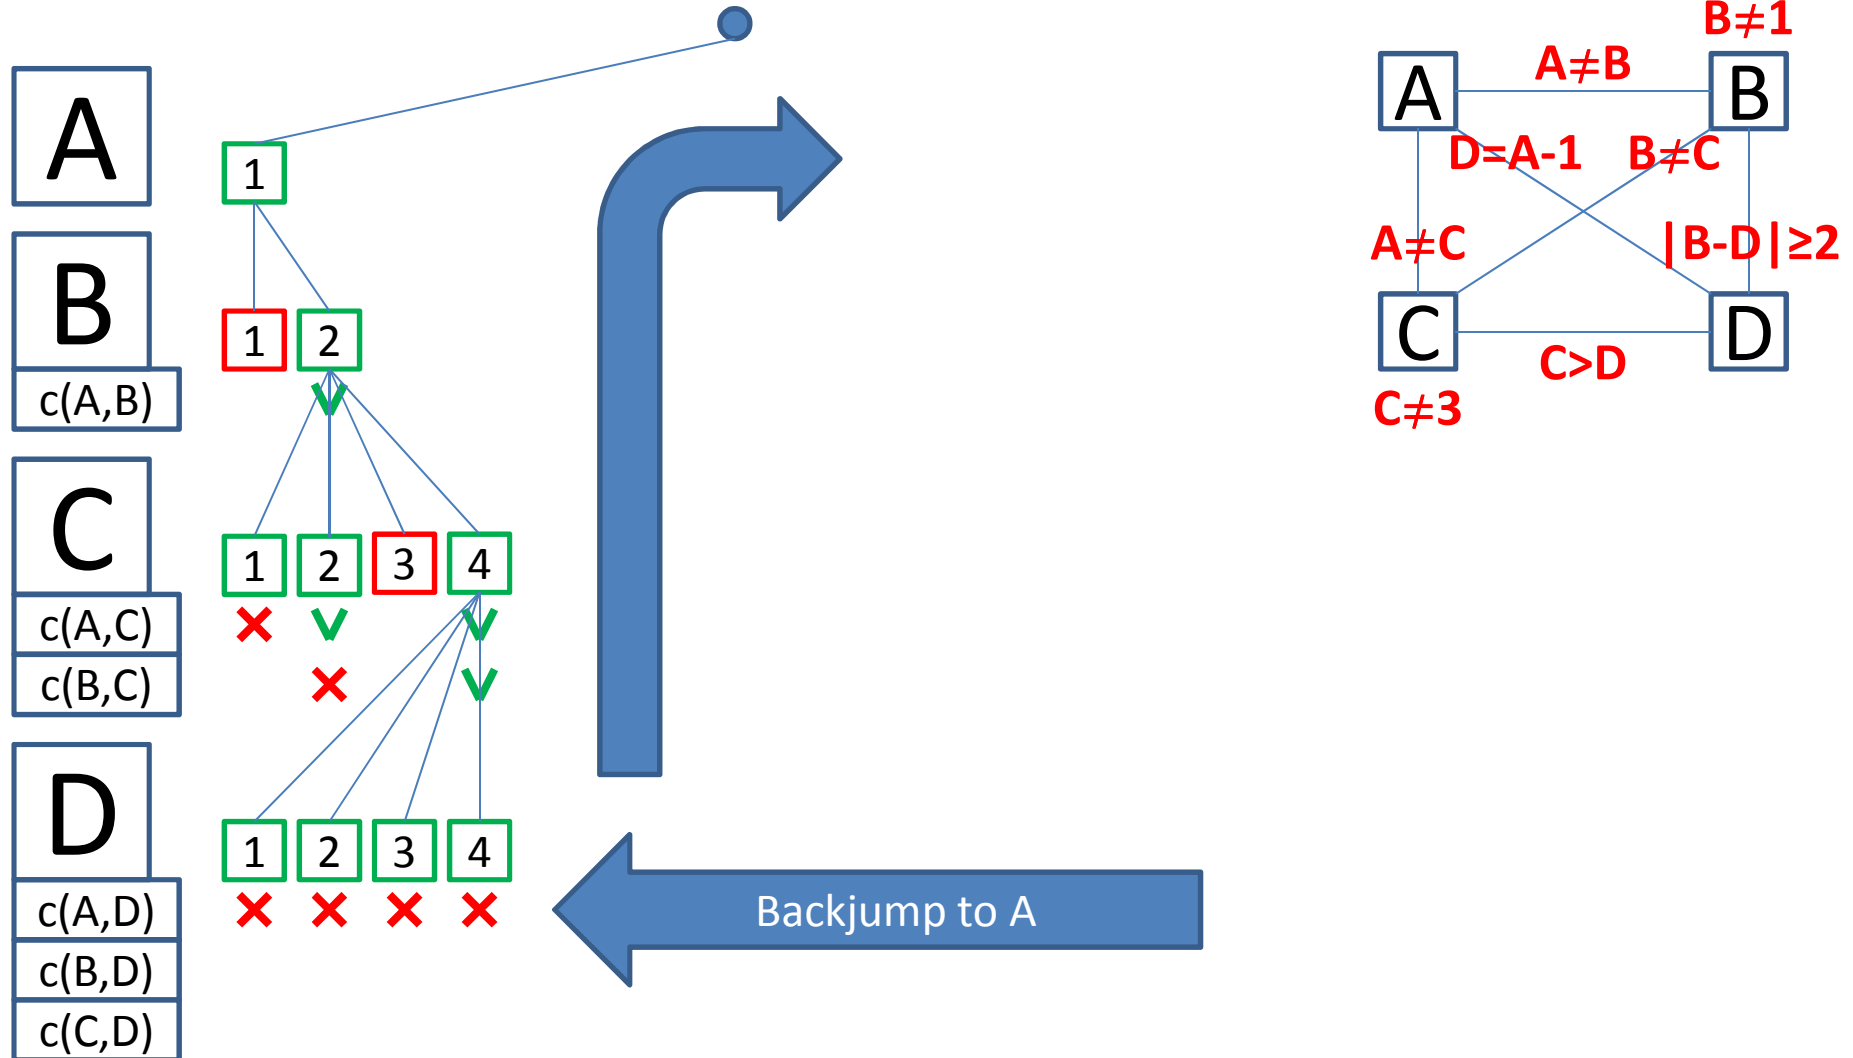 A
1
B
1 2
c(A,B)
C
1 2 3 4
c(A,C)
c(B,C)
D
1 2 3 4
c(A,D)
c(B,D)
c(C,D)
Backjump to A
B≠1
A A≠B B
D=A-1 B≠C
A≠C |B-D|≥2
C D
C>D
C≠3